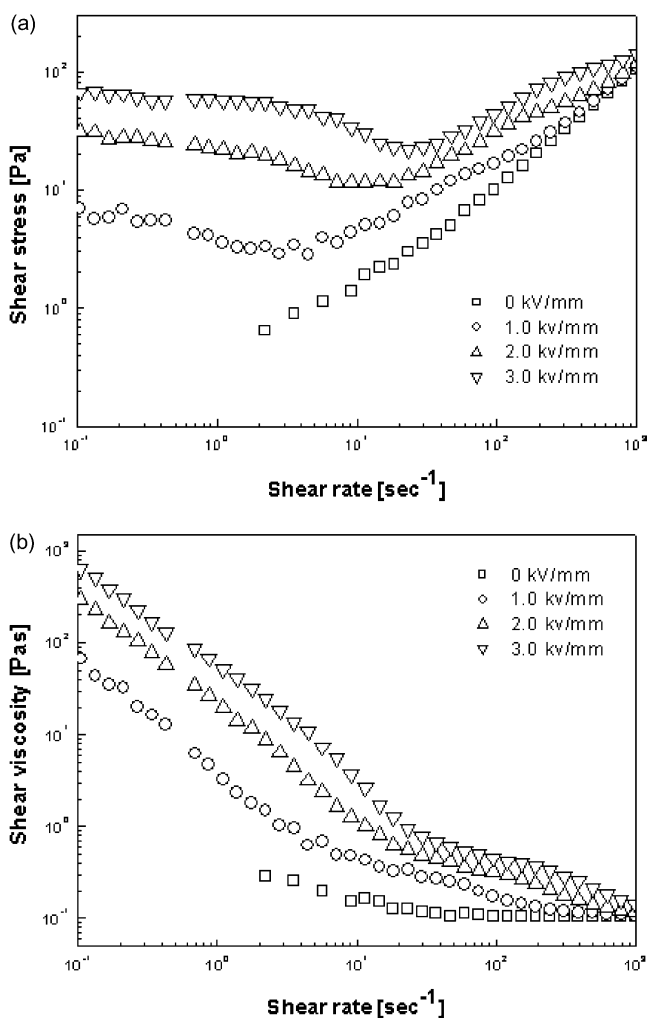 (a)
Shear stress [Pa]
10²
10¹
10⁰
10⁻¹
0 kV/mm
1.0 kv/mm
2.0 kv/mm
3.0 kv/mm
10⁻¹ 10⁰ 10¹ 10² 10³
Shear rate [sec⁻¹]
(b)
Shear viscosity [Pas]
10³
10²
10¹
10⁰
10⁻¹
0 kV/mm
1.0 kv/mm
2.0 kv/mm
3.0 kv/mm
10⁻¹ 10⁰ 10¹ 10² 10³
Shear rate [sec⁻¹]